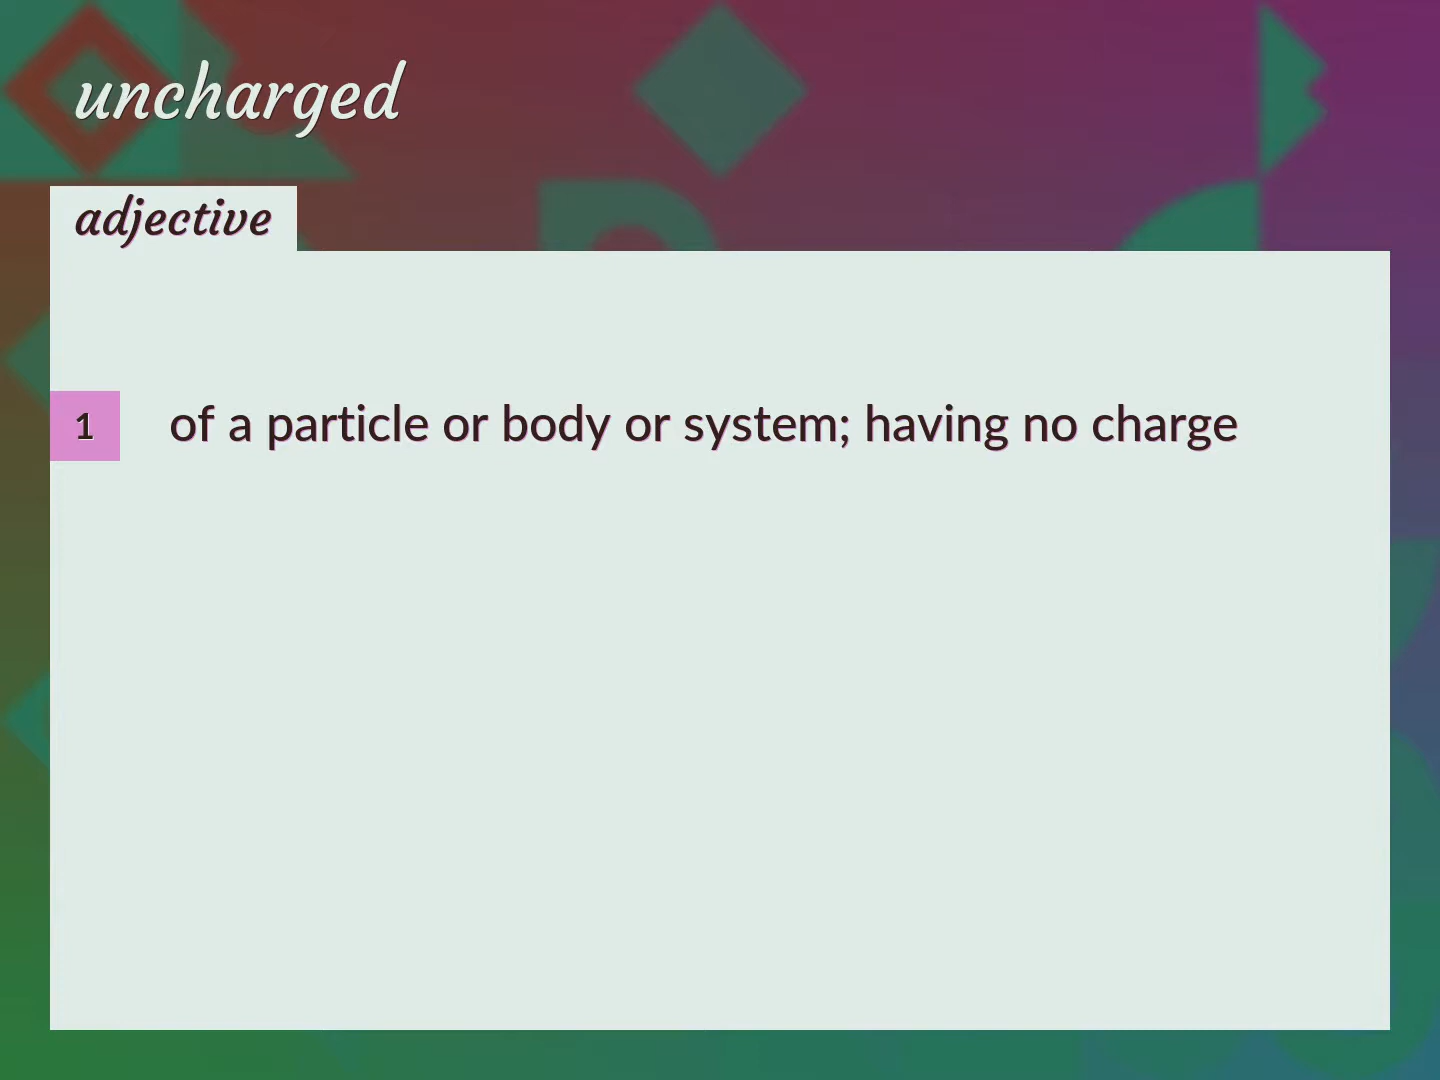 uncharged
adjective
1 of a particle or body or system; having no charge